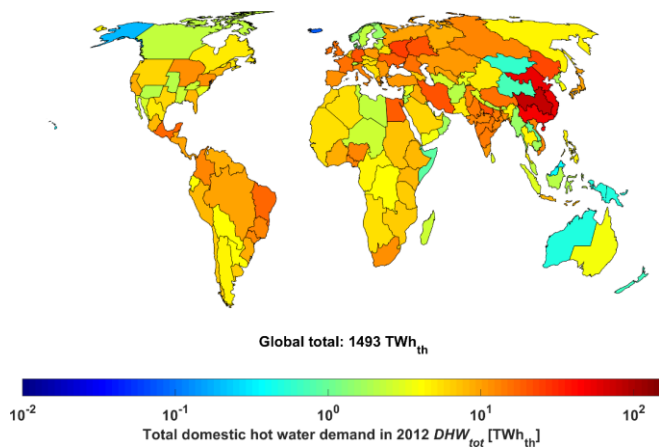 Global total: 1493 TWh_th
10^-2 10^-1 10^0 10^1 10^2
Total domestic hot water demand in 2012 DHW_tot [TWh_th]